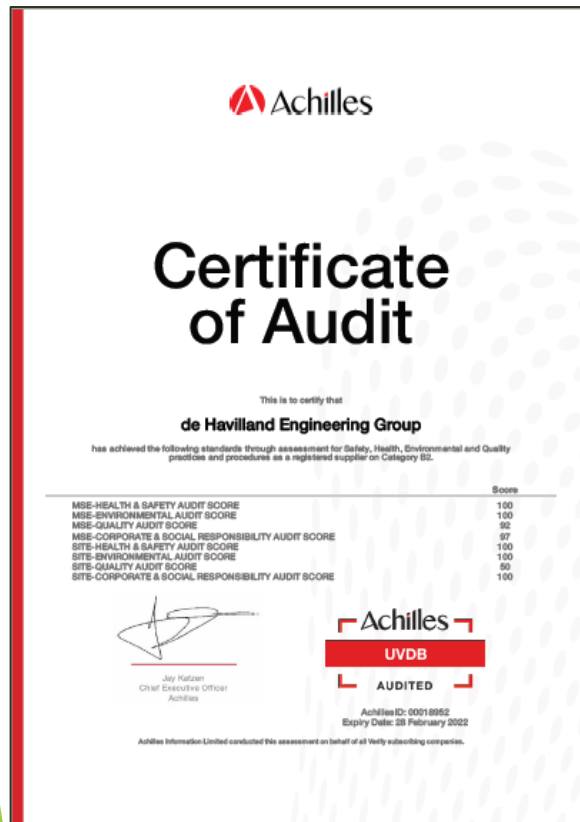 Achilles
Certificate
of Audit
This is to certify that
de Havilland Engineering Group
has achieved the following standards through assessment for Safety, Health, Environmental and Quality
practices and procedures as a registered supplier on Category B2.
Score
MSE-HEALTH & SAFETY AUDIT SCORE 100
MSE-ENVIRONMENTAL AUDIT SCORE 100
MSE-QUALITY AUDIT SCORE 92
MSE-CORPORATE & SOCIAL RESPONSIBILITY AUDIT SCORE 97
SITE-HEALTH & SAFETY AUDIT SCORE 100
SITE-ENVIRONMENTAL AUDIT SCORE 100
SITE-QUALITY AUDIT SCORE 50
SITE-CORPORATE & SOCIAL RESPONSIBILITY AUDIT SCORE 100
Jay Katzen
Chief Executive Officer
Achilles
Achilles
UVDB
AUDITED
AchillesID: 00018952
Expiry Date: 28 February 2022
Achilles Information Limited conducted this assessment on behalf of all Verify subscribing companies.